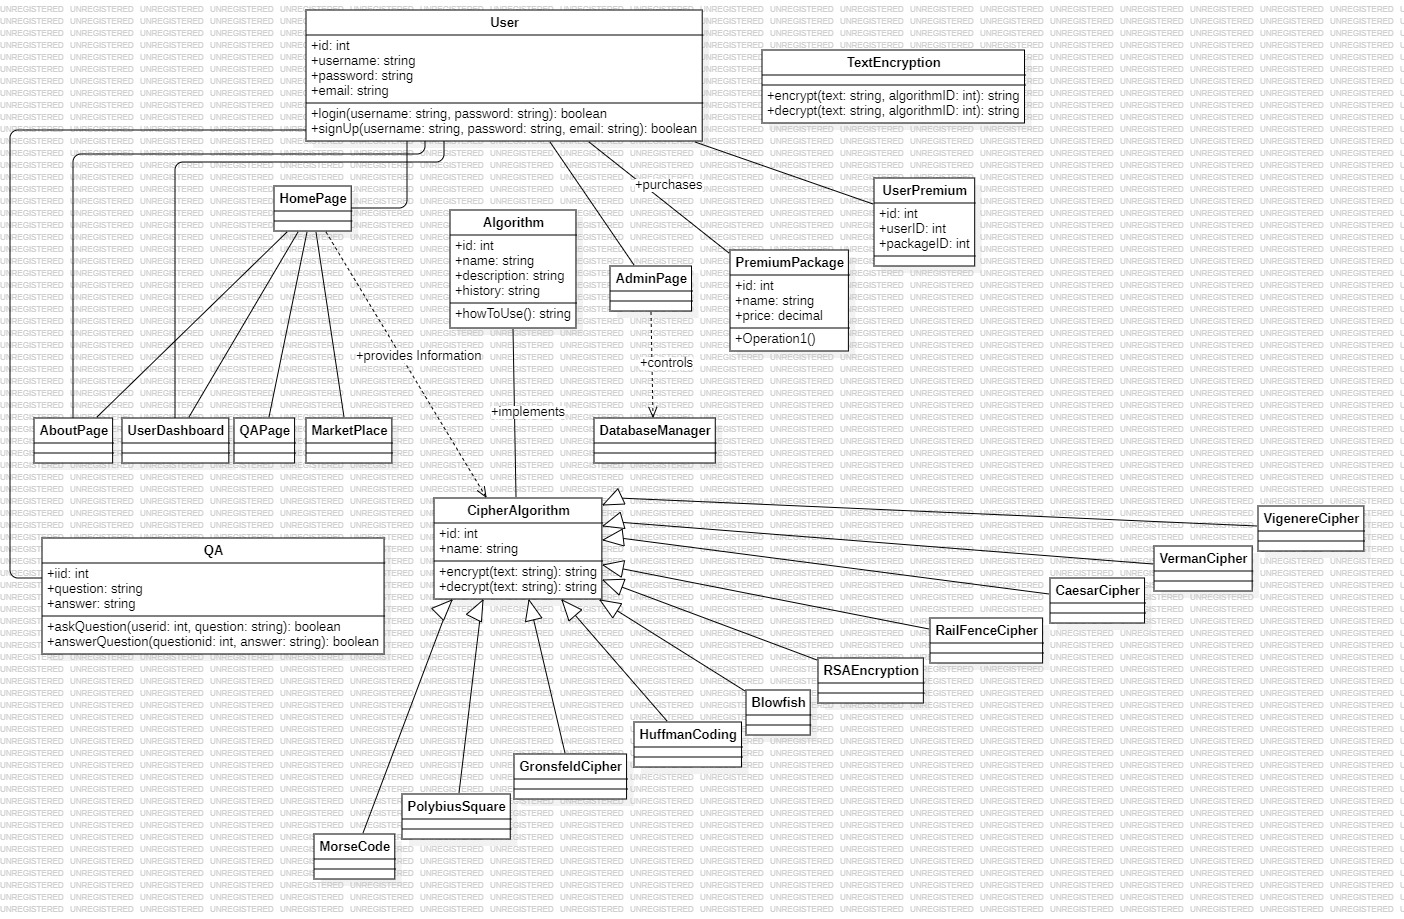 User
+id: int
+username: string
+password: string
+email: string
+login(username: string, password: string): boolean
+signUp(username: string, password: string, email: string): boolean
TextEncryption
+encrypt(text: string, algorithmID: int): string
+decrypt(text: string, algorithmID: int): string
+purchases
UserPremium
+id: int
+userID: int
+packageID: int
HomePage
Algorithm
+id: int
+name: string
+description: string
+history: string
+howToUse(): string
AdminPage
PremiumPackage
+id: int
+name: string
+price: decimal
+Operation1()
+provides Information
+controls
+implements
AboutPage
UserDashboard
QAPage
MarketPlace
DatabaseManager
CipherAlgorithm
+id: int
+name: string
+encrypt(text: string): string
+decrypt(text: string): string
VigenereCipher
VermanCipher
CaesarCipher
RailFenceCipher
RSAEncryption
Blowfish
HuffmanCoding
GronsfeldCipher
PolybiusSquare
MorseCode
QA
+iid: int
+question: string
+answer: string
+askQuestion(userid: int, question: string): boolean
+answerQuestion(questionid: int, answer: string): boolean
UNREGISTERED